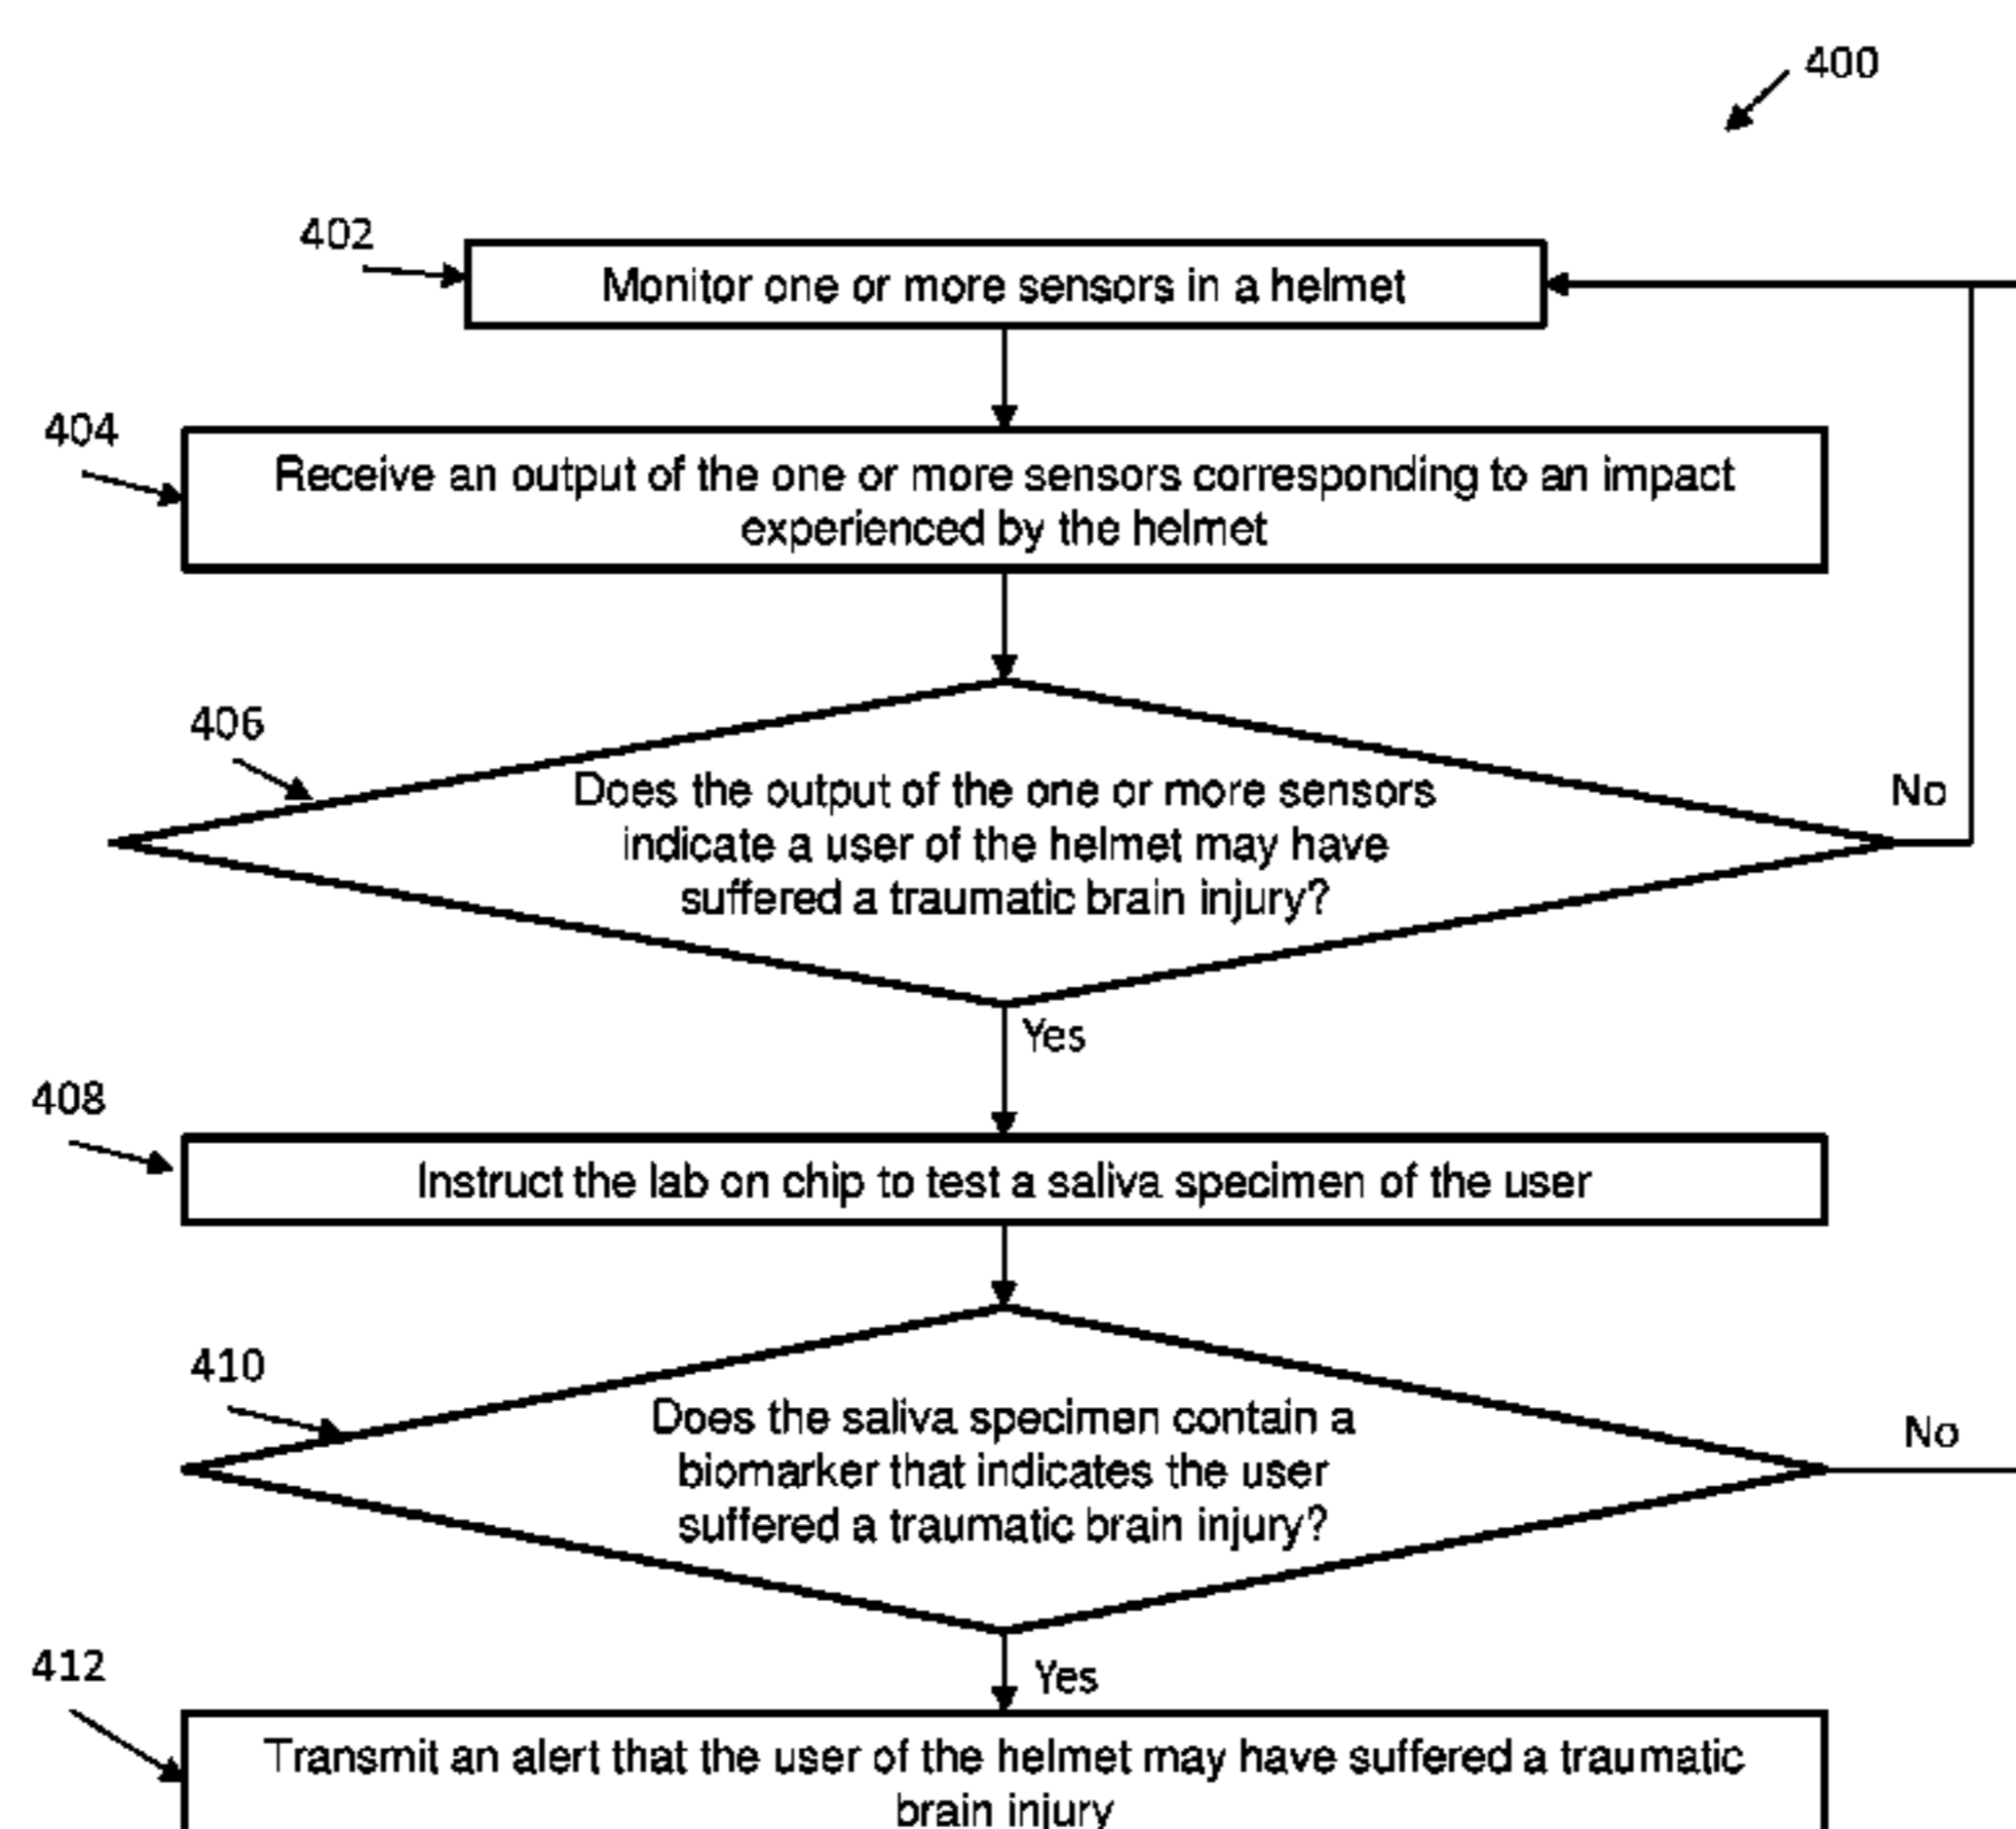 400
402
Monitor one or more sensors in a helmet
404
Receive an output of the one or more sensors corresponding to an impact
experienced by the helmet
406
Does the output of the one or more sensors
indicate a user of the helmet may have
suffered a traumatic brain injury?
No
Yes
408
Instruct the lab on chip to test a saliva specimen of the user
410
Does the saliva specimen contain a
biomarker that indicates the user
suffered a traumatic brain injury?
No
Yes
412
Transmit an alert that the user of the helmet may have suffered a traumatic
brain injury